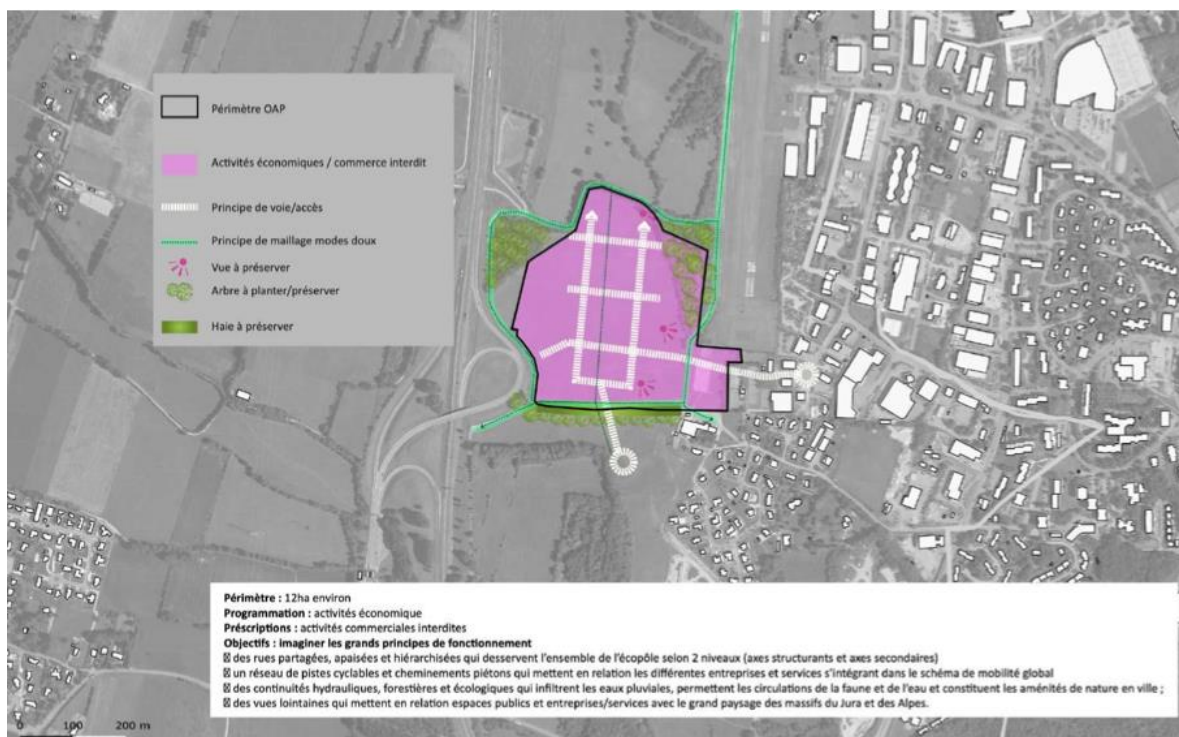 Périmètre OAP
Activités économiques / commerce interdit
Principe de voie/accès
Principe de maillage modes doux
Vue à préserver
Arbre à planter/préserver
Haie à préserver
Périmètre : 12ha environ
Programmation : activités économique
Préscriptions : activités commerciales interdites
Objectifs : imaginer les grands principes de fonctionnement
des rues partagées, apaisées et hiérarchisées qui desservent l'ensemble de l'écopôle selon 2 niveaux (axes structurants et axes secondaires)
un réseau de pistes cyclables et cheminements piétons qui mettent en relation les différentes entreprises et services s'intégrant dans le schéma de mobilité global
des continuités hydrauliques, forestières et écologiques qui infiltrent les eaux pluviales, permettent les circulations de la faune et de l'eau et constituent les aménités de nature en ville ;
des vues lointaines qui mettent en relation espaces publics et entreprises/services avec le grand paysage des massifs du Jura et des Alpes.
0 100 200 m